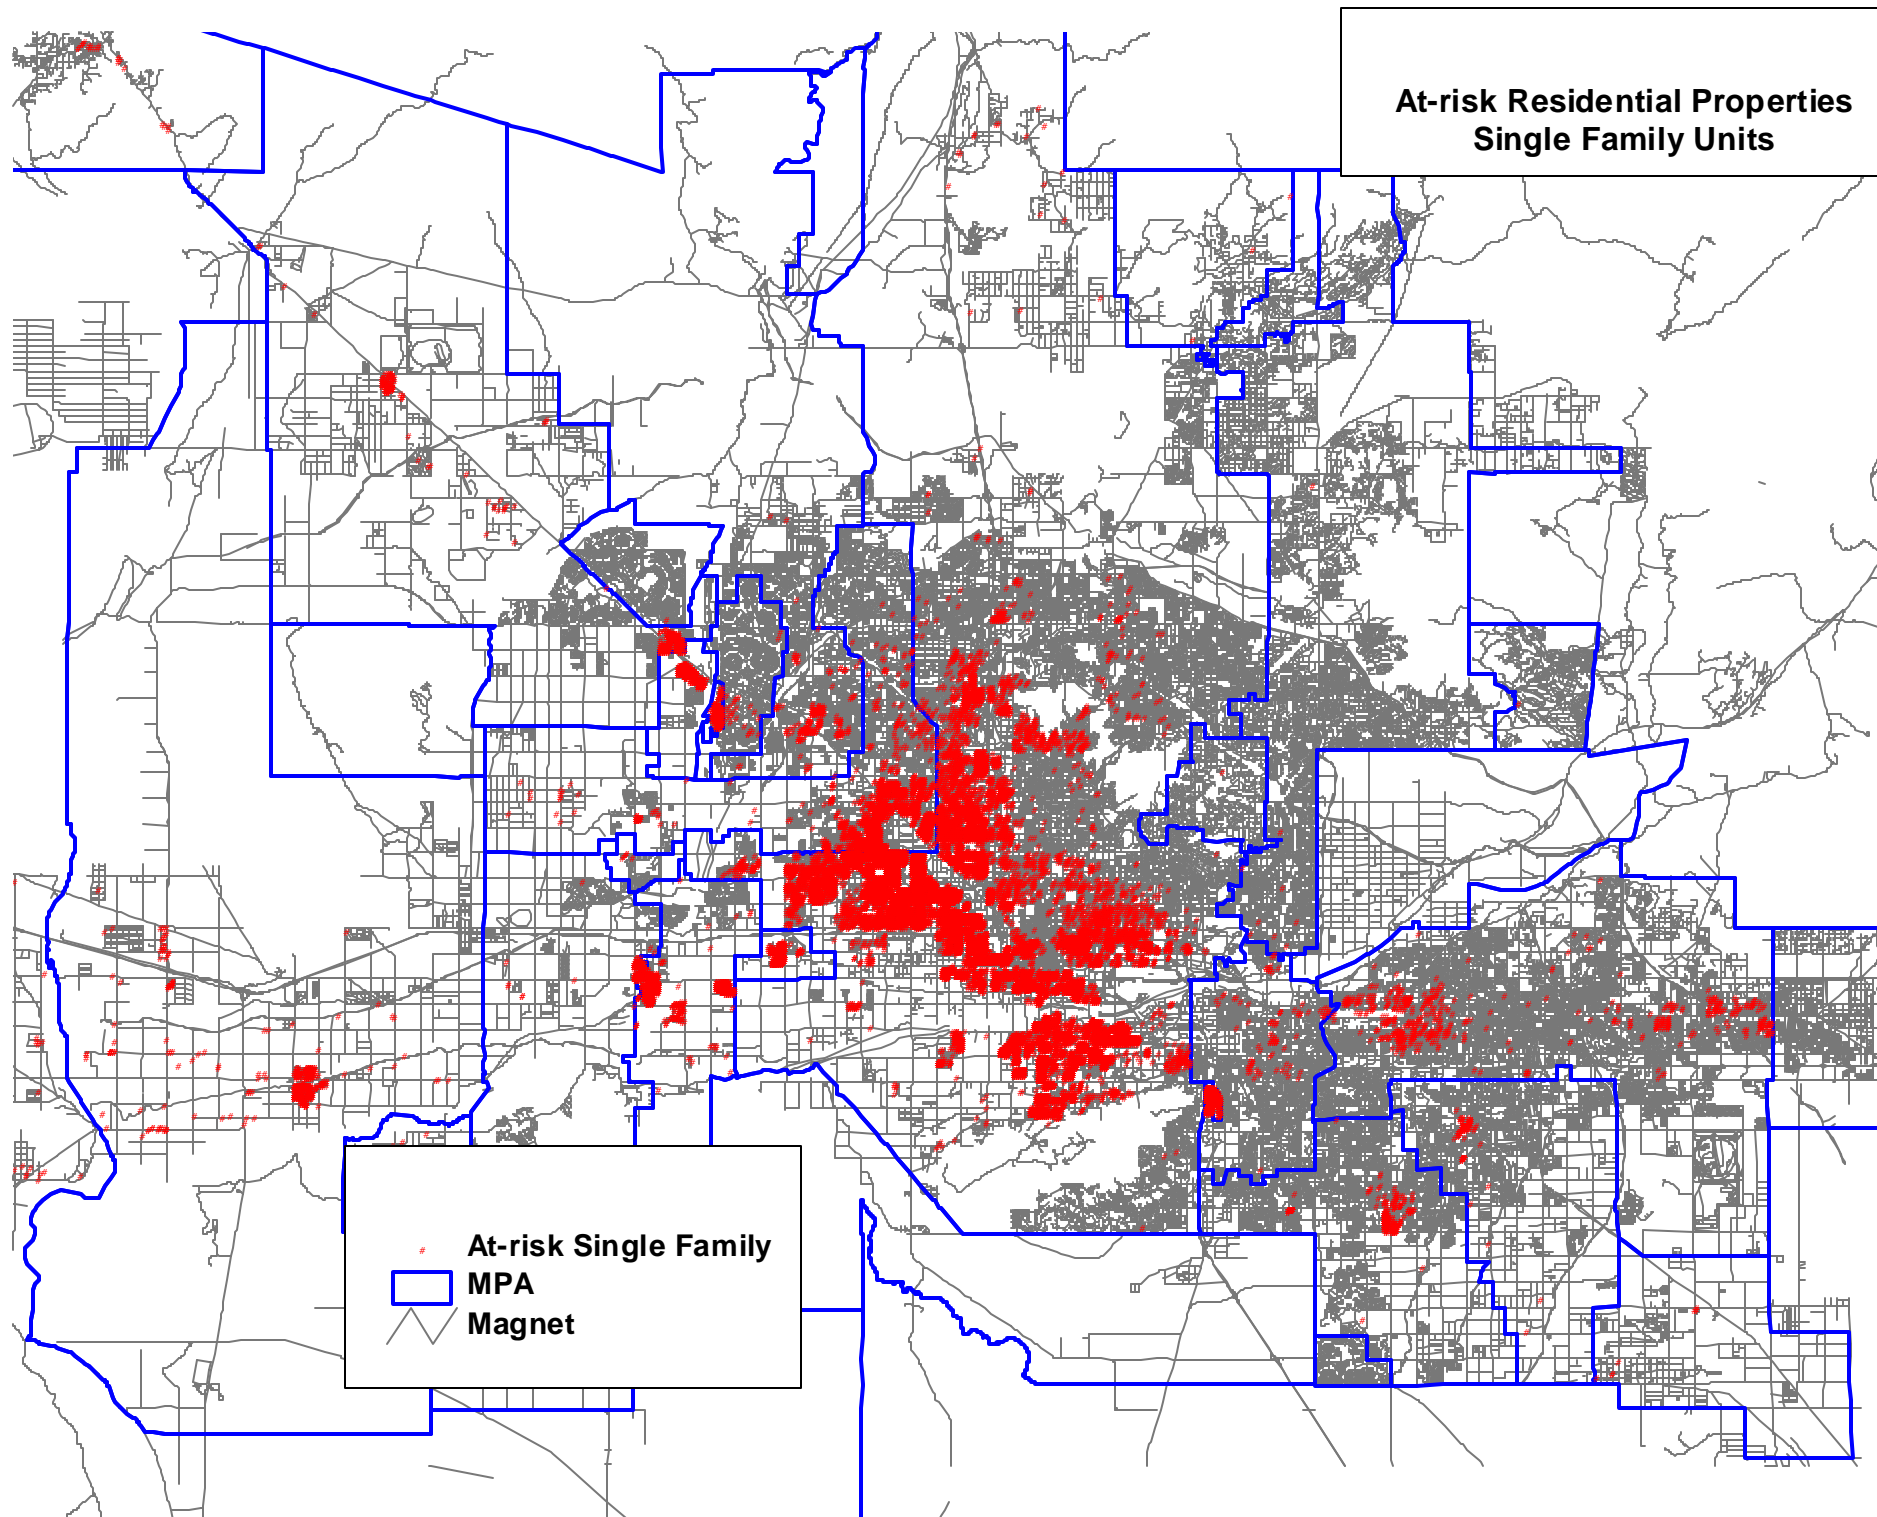 At-risk Residential Properties
Single Family Units
At-risk Single Family
MPA
Magnet